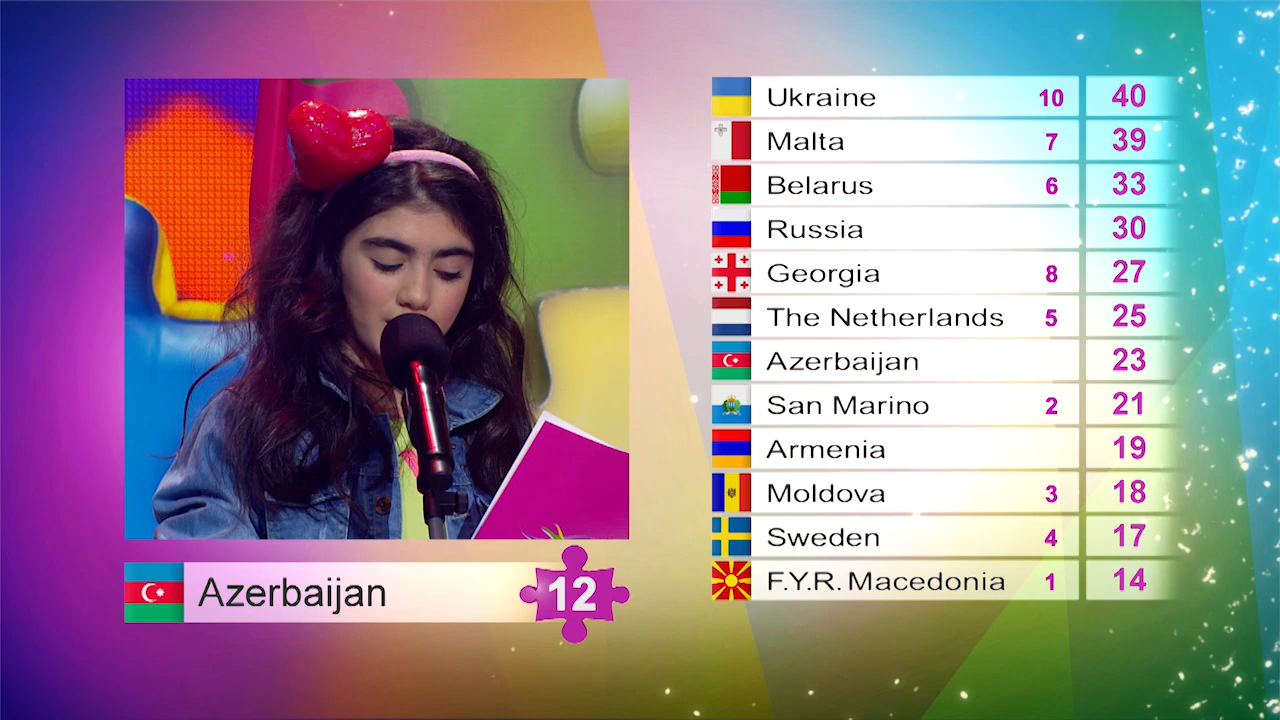 Ukraine 10 40
Malta 7 39
Belarus 6 33
Russia 30
Georgia 8 27
The Netherlands 5 25
Azerbaijan 23
San Marino 2 21
Armenia 19
Moldova 3 18
Sweden 4 17
F.Y.R. Macedonia 1 14
Azerbaijan 12